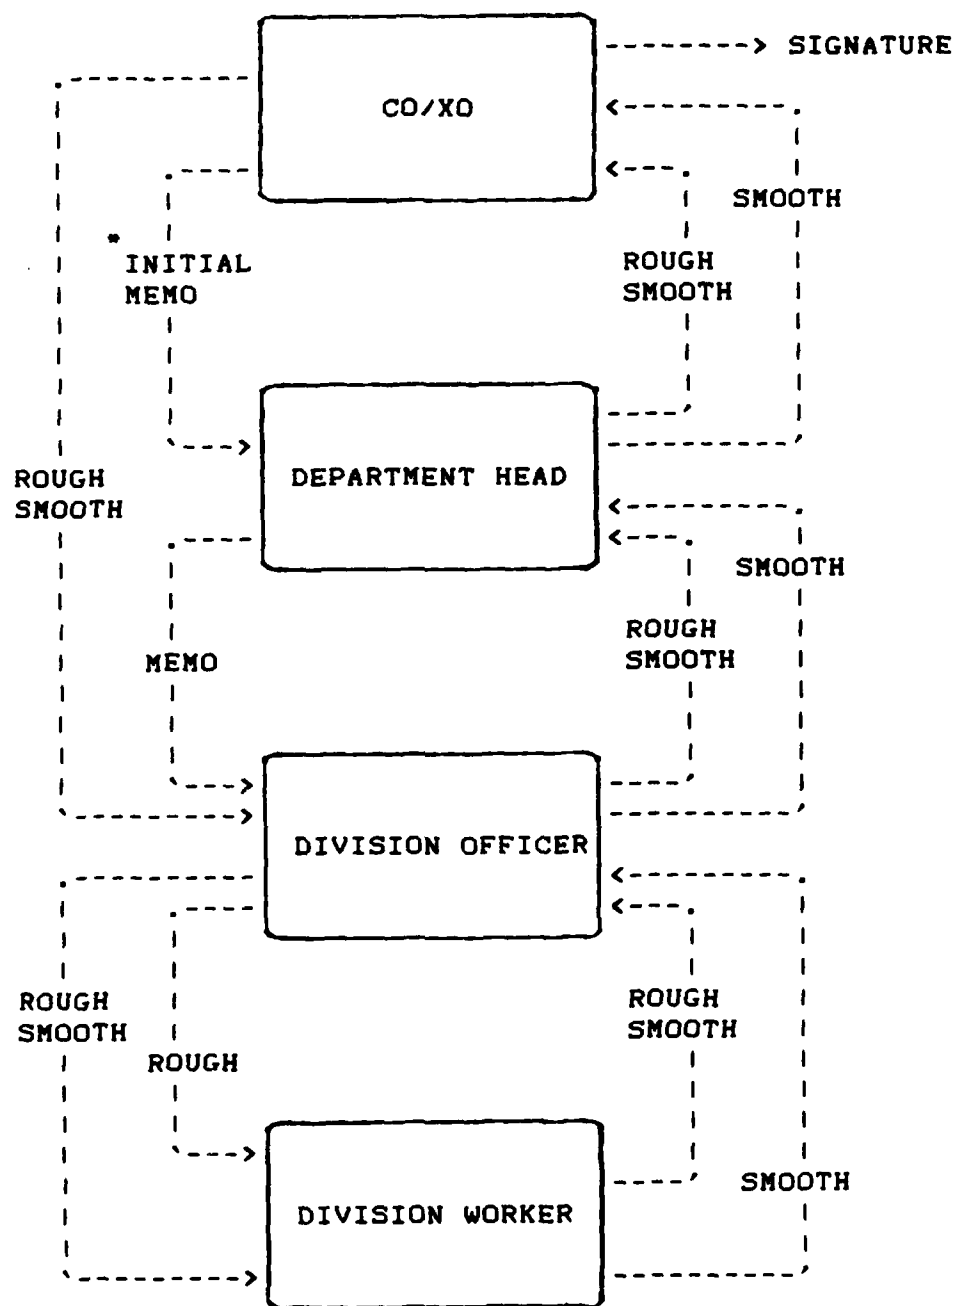 SIGNATURE
CO/XO
SMOOTH
*
INITIAL
MEMO
ROUGH
SMOOTH
DEPARTMENT HEAD
ROUGH
SMOOTH
SMOOTH
ROUGH
SMOOTH
MEMO
DIVISION OFFICER
ROUGH
SMOOTH
ROUGH
SMOOTH
ROUGH
SMOOTH
DIVISION WORKER